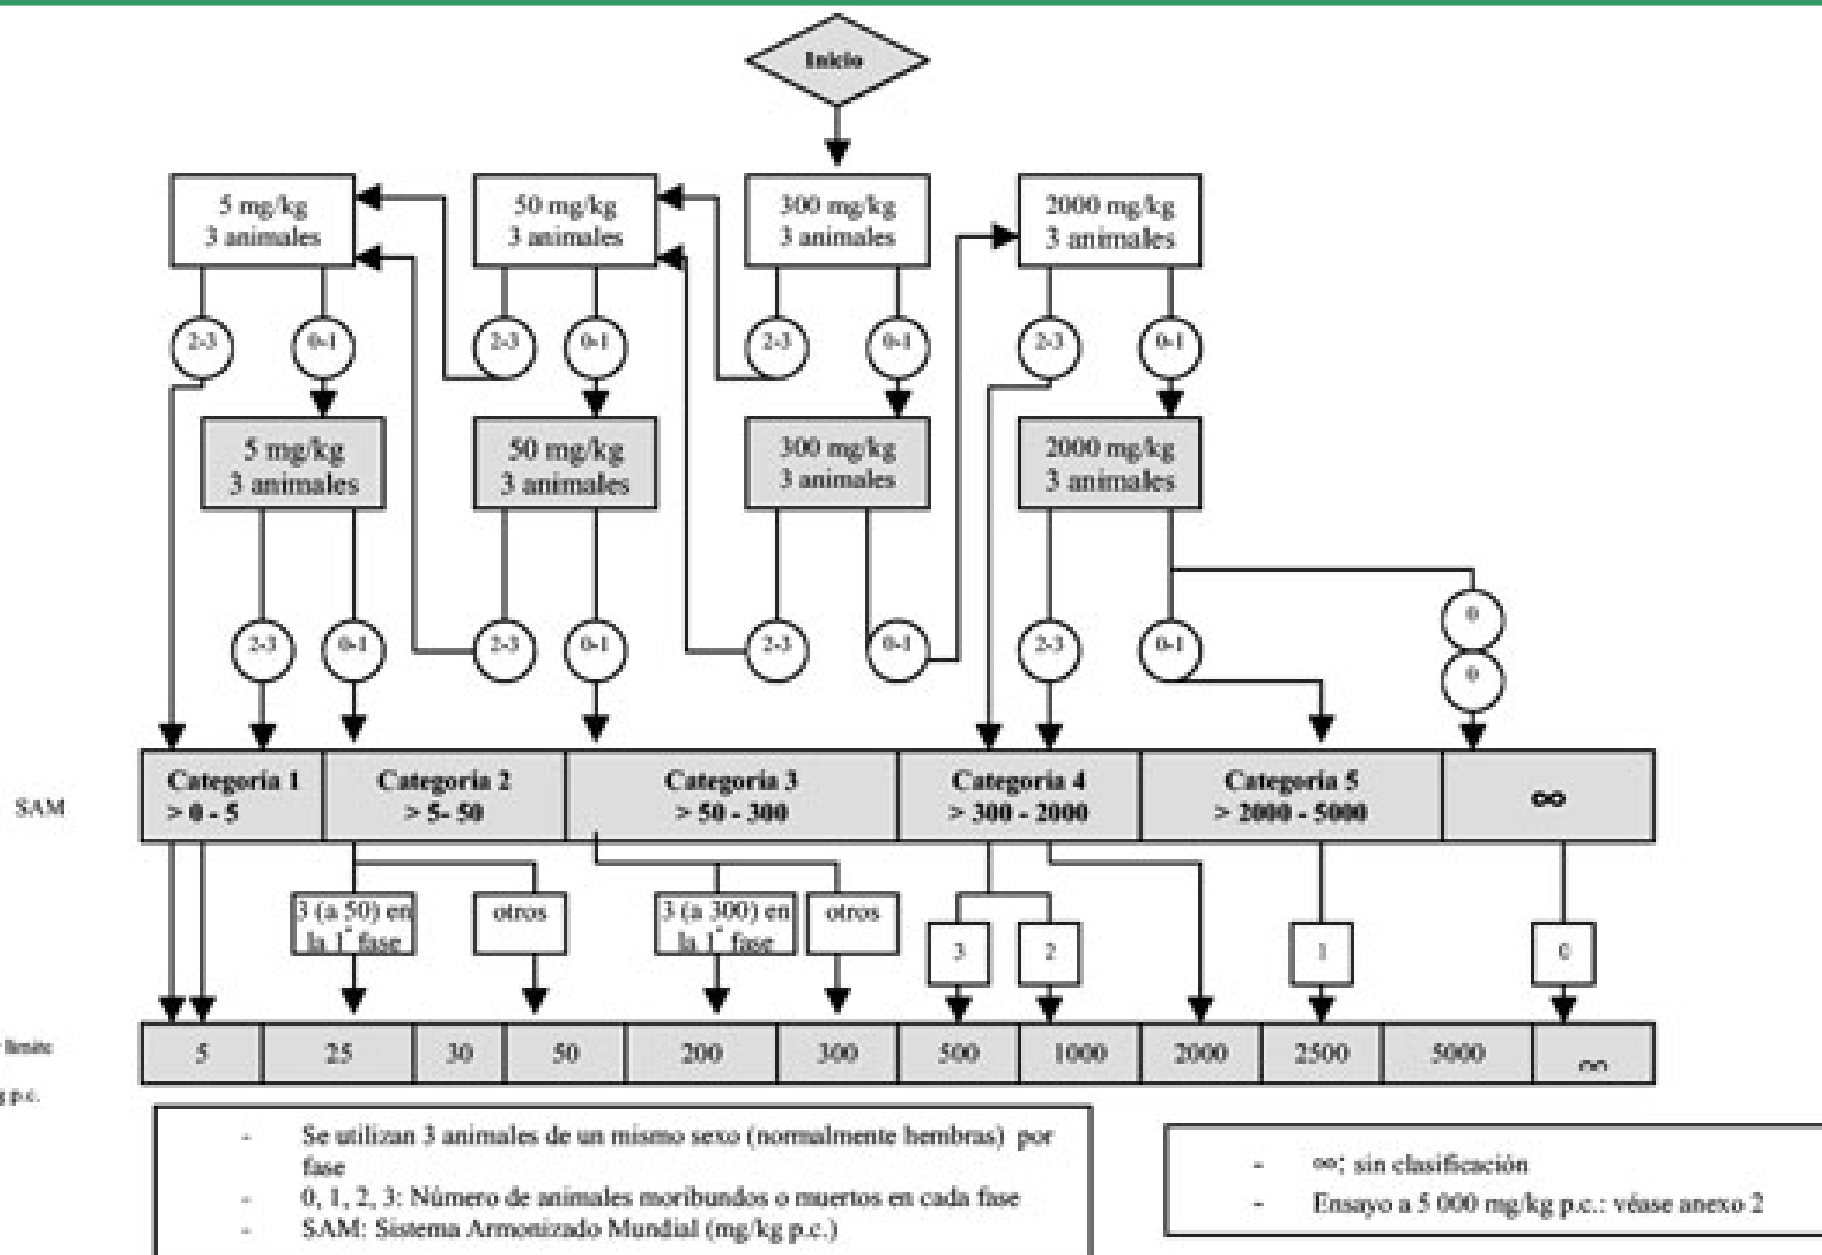 Inicio
5 mg/kg
3 animales
50 mg/kg
3 animales
300 mg/kg
3 animales
2000 mg/kg
3 animales
2-3
0-1
2-3
0-1
2-3
0-1
2-3
0-1
5 mg/kg
3 animales
50 mg/kg
3 animales
300 mg/kg
3 animales
2000 mg/kg
3 animales
2-3
0-1
2-3
0-1
2-3
0-1
2-3
0-1
0
0
SAM
Categoría 1
> 0 - 5
Categoría 2
> 5- 50
Categoría 3
> 50 - 300
Categoría 4
> 300 - 2000
Categoría 5
> 2000 - 5000
∞
3 (a 50) en
la 1ª fase
otros
3 (a 300) en
la 1ª fase
otros
3
2
1
0
límite
5
25
30
50
200
300
500
1000
2000
2500
5000
∞
p.c.
- Se utilizan 3 animales de un mismo sexo (normalmente hembras) por
fase
- 0, 1, 2, 3: Número de animales moribundos o muertos en cada fase
- SAM: Sistema Armonizado Mundial (mg/kg p.c.)
- ∞: sin clasificación
- Ensayo a 5 000 mg/kg p.c.: véase anexo 2